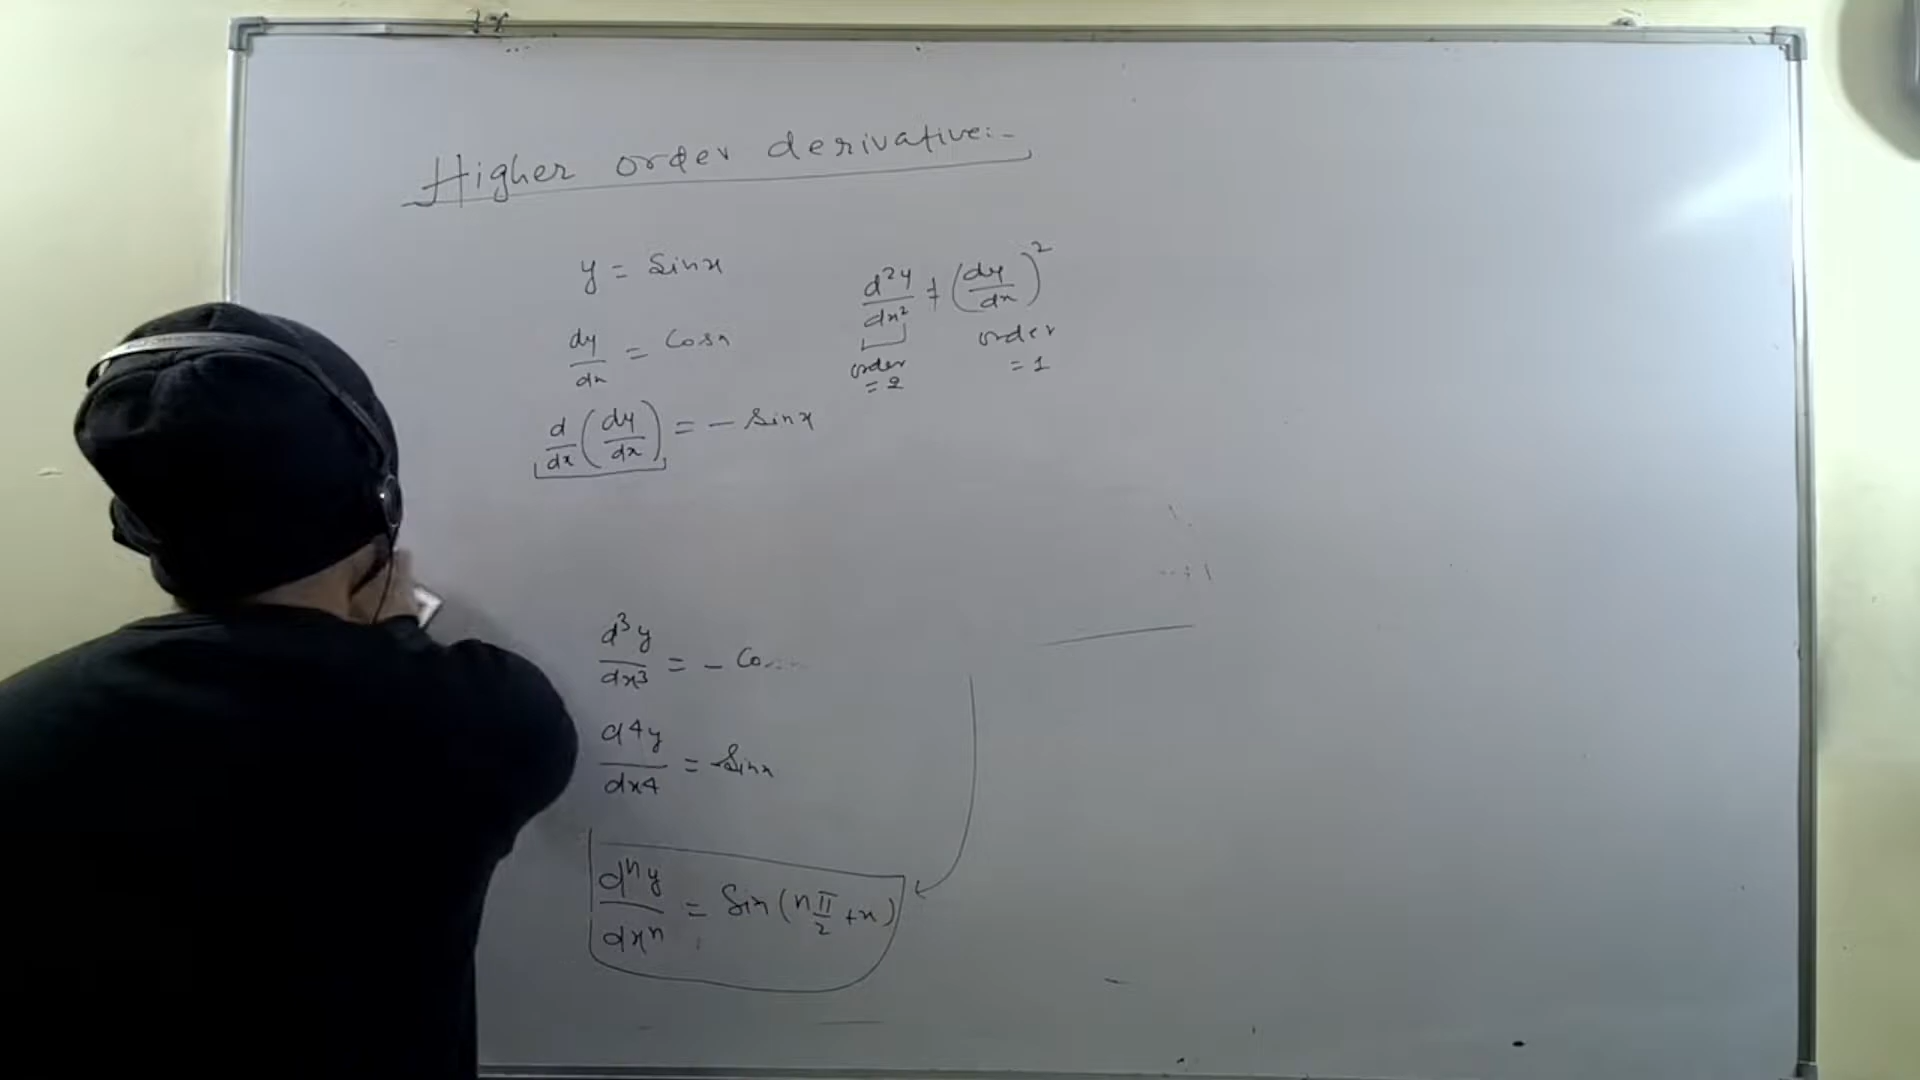 Higher order derivative:-
y = Sinx
dy/dx = Cosx
d/dx (dy/dx) = - Sinx
d²y/dx² ≠ (dy/dx)²
order = 2
order = 1
d³y/dx³ = - Co
d⁴y/dx⁴ = Sinx
dⁿy/dxⁿ = Sin (nπ/2 + x)